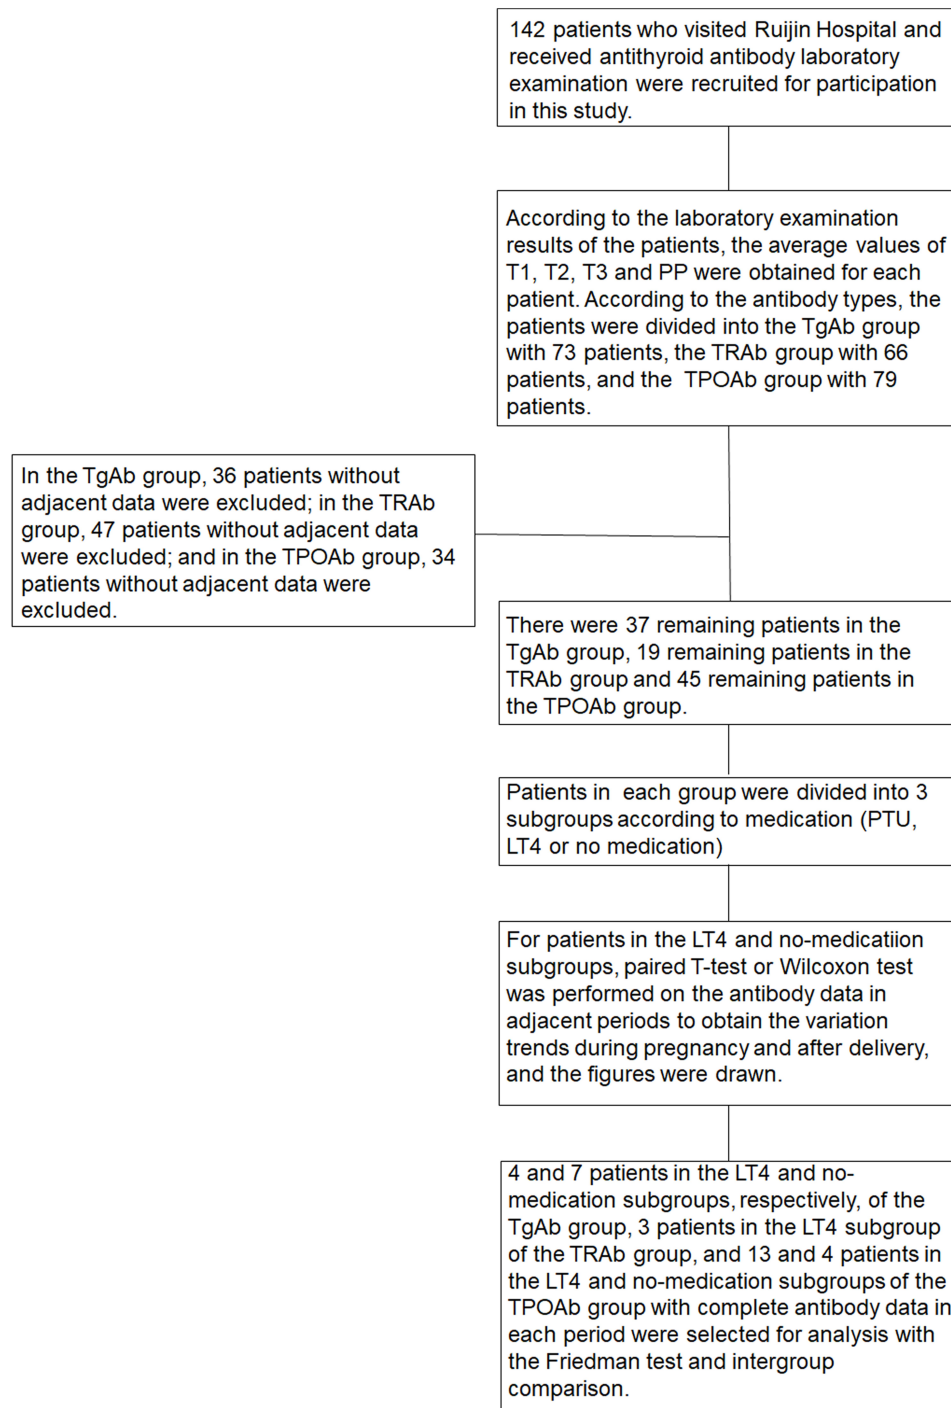 142 patients who visited Ruijin Hospital and
received antithyroid antibody laboratory
examination were recruited for participation
in this study.
According to the laboratory examination
results of the patients, the average values of
T1, T2, T3 and PP were obtained for each
patient. According to the antibody types, the
patients were divided into the TgAb group
with 73 patients, the TRAb group with 66
patients, and the TPOAb group with 79
patients.
In the TgAb group, 36 patients without
adjacent data were excluded; in the TRAb
group, 47 patients without adjacent data
were excluded; and in the TPOAb group, 34
patients without adjacent data were
excluded.
There were 37 remaining patients in the
TgAb group, 19 remaining patients in the
TRAb group and 45 remaining patients in
the TPOAb group.
Patients in each group were divided into 3
subgroups according to medication (PTU,
LT4 or no medication)
For patients in the LT4 and no-medicatiion
subgroups, paired T-test or Wilcoxon test
was performed on the antibody data in
adjacent periods to obtain the variation
trends during pregnancy and after delivery,
and the figures were drawn.
4 and 7 patients in the LT4 and no-
medication subgroups, respectively, of the
TgAb group, 3 patients in the LT4 subgroup
of the TRAb group, and 13 and 4 patients in
the LT4 and no-medication subgroups of the
TPOAb group with complete antibody data in
each period were selected for analysis with
the Friedman test and intergroup
comparison.